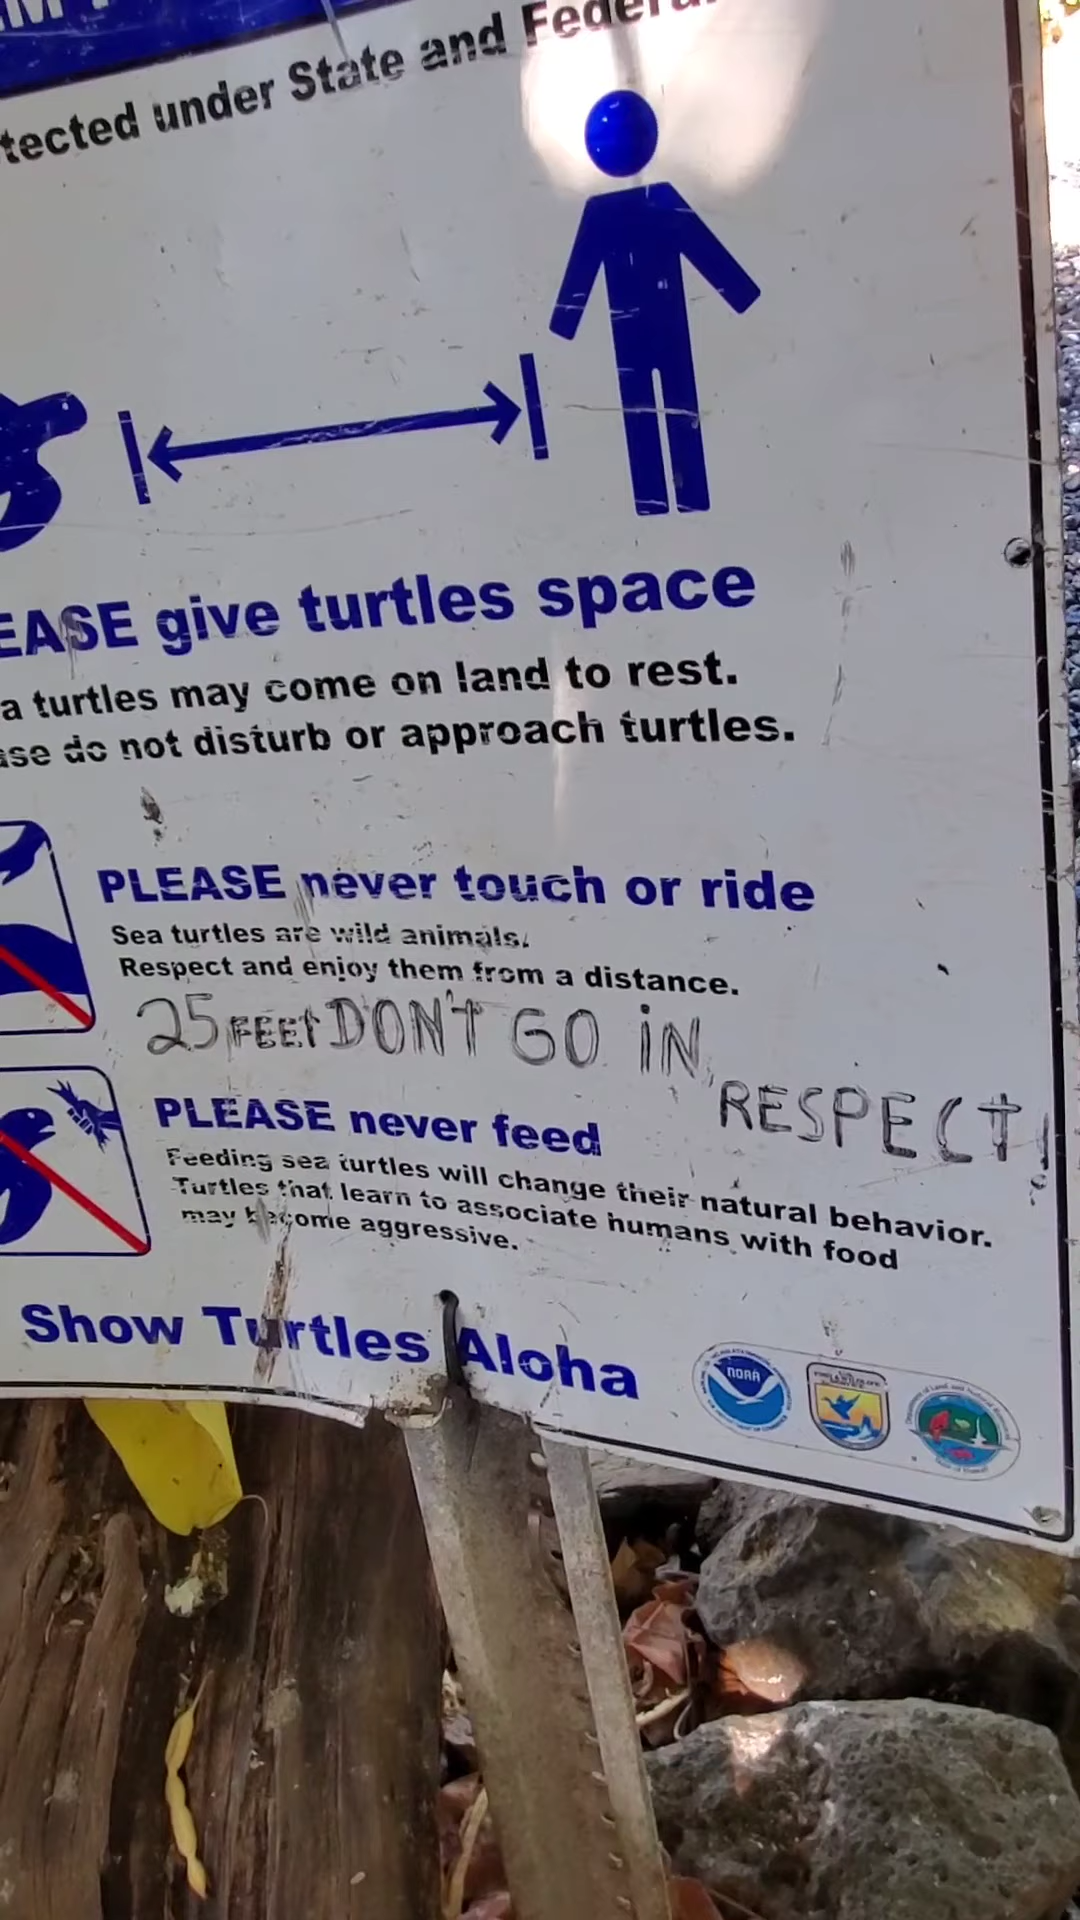 tected under State and Federal
EASE give turtles space
a turtles may come on land to rest.
ase do not disturb or approach turtles.
PLEASE never touch or ride
Sea turtles are wild animals.
Respect and enjoy them from a distance.
25 FEET DON'T GO iN,
RESPECT!
PLEASE never feed
Feeding sea turtles will change their natural behavior.
Turtles that learn to associate humans with food
may become aggressive.
Show Turtles Aloha
NOAA